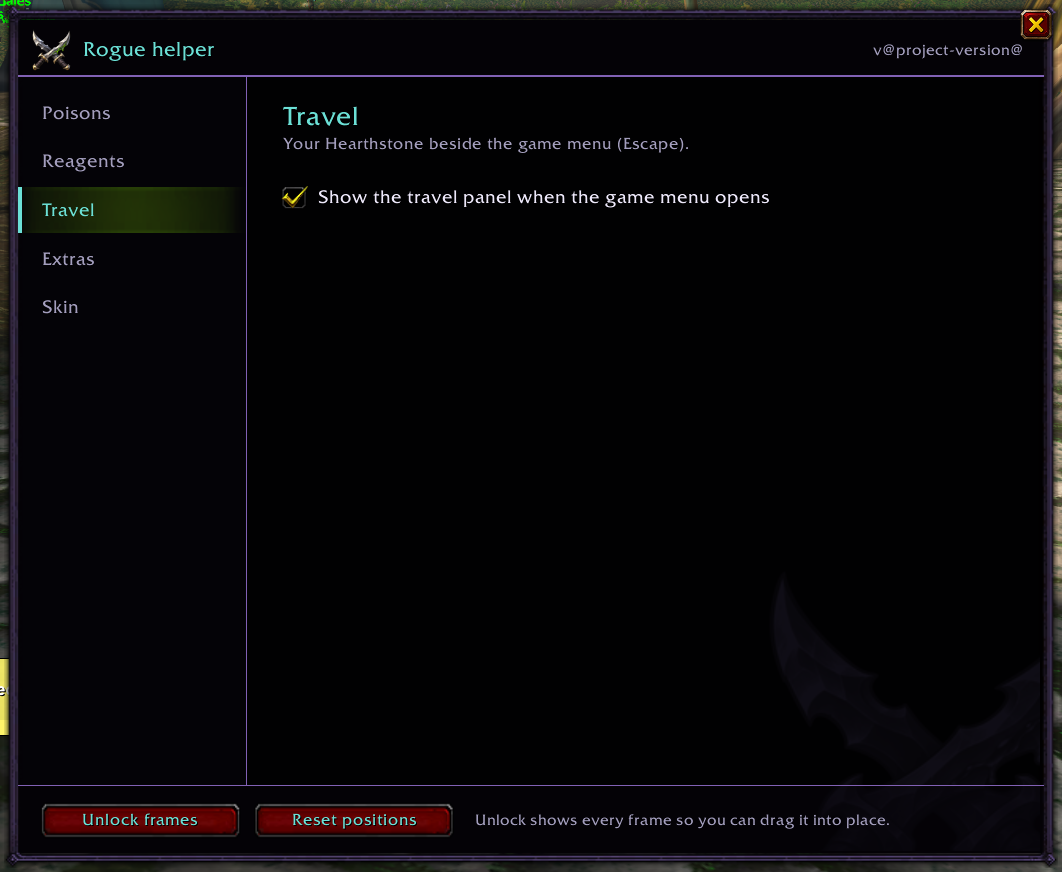 Rogue helper
v@project-version@
Poisons
Reagents
Travel
Extras
Skin
Travel
Your Hearthstone beside the game menu (Escape).
Show the travel panel when the game menu opens
Unlock frames
Reset positions
Unlock shows every frame so you can drag it into place.